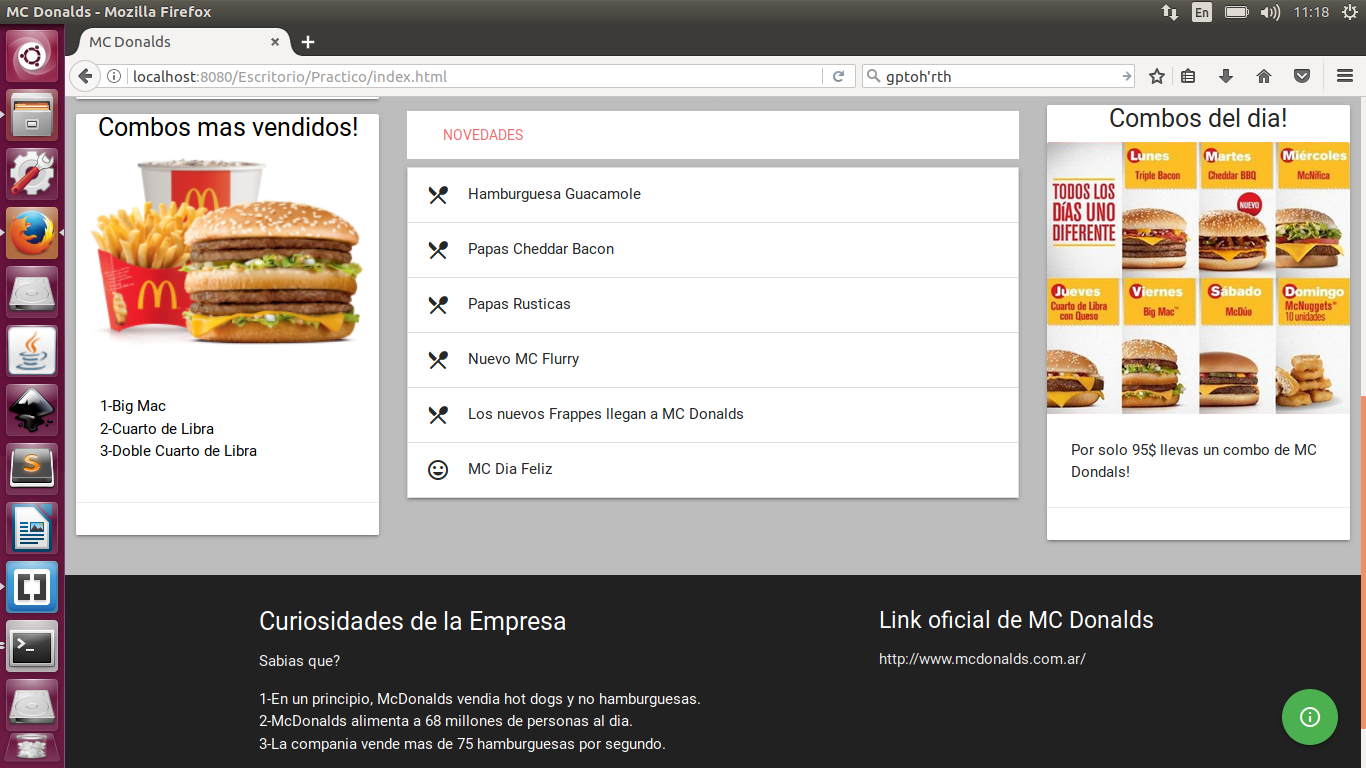 MC Donalds - Mozilla Firefox
En
11:18
MC Donalds
localhost:8080/Escritorio/Practico/index.html
gptoh'rth
Combos mas vendidos!
1-Big Mac
2-Cuarto de Libra
3-Doble Cuarto de Libra
NOVEDADES
Hamburguesa Guacamole
Papas Cheddar Bacon
Papas Rusticas
Nuevo MC Flurry
Los nuevos Frappes llegan a MC Donalds
MC Dia Feliz
Combos del dia!
TODOS LOS
DÍAS UNO
DIFERENTE
Lunes
Triple Bacon
Martes
Cheddar BBQ
NUEVO
Miércoles
McNífica
Jueves
Cuarto de Libra
con Queso
Viernes
Big Mac™
Sábado
McDúo
Domingo
McNuggets™
10 unidades
Por solo 95$ llevas un combo de MC
Dondals!
Curiosidades de la Empresa
Sabias que?
1-En un principio, McDonalds vendia hot dogs y no hamburguesas.
2-McDonalds alimenta a 68 millones de personas al dia.
3-La compania vende mas de 75 hamburguesas por segundo.
Link oficial de MC Donalds
http://www.mcdonalds.com.ar/